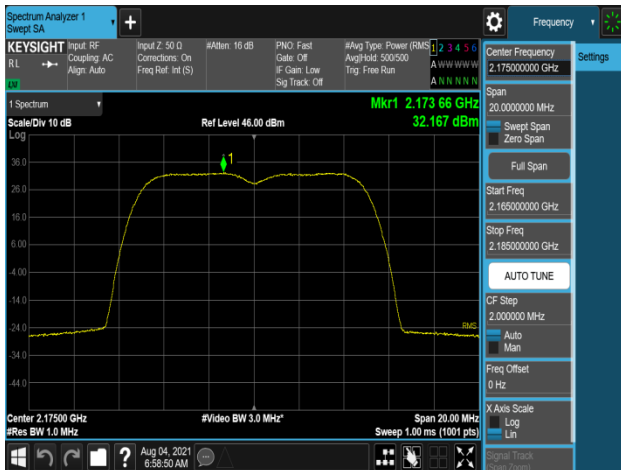 Spectrum Analyzer 1
Swept SA
+
Frequency
KEYSIGHT
RL
Input: RF
Coupling: AC
Align: Auto
Input Z: 50 Ω
Corrections: On
Freq Ref: Int (S)
#Atten: 16 dB
PNO: Fast
Gate: Off
IF Gain: Low
Sig Track: Off
#Avg Type: Power (RMS
Avg|Hold: 500/500
Trig: Free Run
1 2 3 4 5 6
A W W W W W
A N N N N N
LV
1 Spectrum
Scale/Div 10 dB
Log
Ref Level 46.00 dBm
Mkr1 2.173 66 GHz
32.167 dBm
1
36.0
26.0
16.0
6.00
-4.00
-14.0
-24.0
-34.0
-44.0
RMS
Center 2.17500 GHz
#Res BW 1.0 MHz
#Video BW 3.0 MHz*
Span 20.00 MHz
Sweep 1.00 ms (1001 pts)
Aug 04, 2021
6:58:50 AM
?
Center Frequency
2.175000000 GHz
Settings
Span
20.0000000 MHz
Swept Span
Zero Span
Full Span
Start Freq
2.165000000 GHz
Stop Freq
2.185000000 GHz
AUTO TUNE
CF Step
2.000000 MHz
Auto
Man
Freq Offset
0 Hz
X Axis Scale
Log
Lin
Signal Track
(Span Zoom)